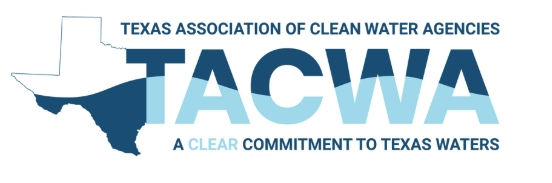 TEXAS ASSOCIATION OF CLEAN WATER AGENCIES
TACWA
A CLEAR COMMITMENT TO TEXAS WATERS